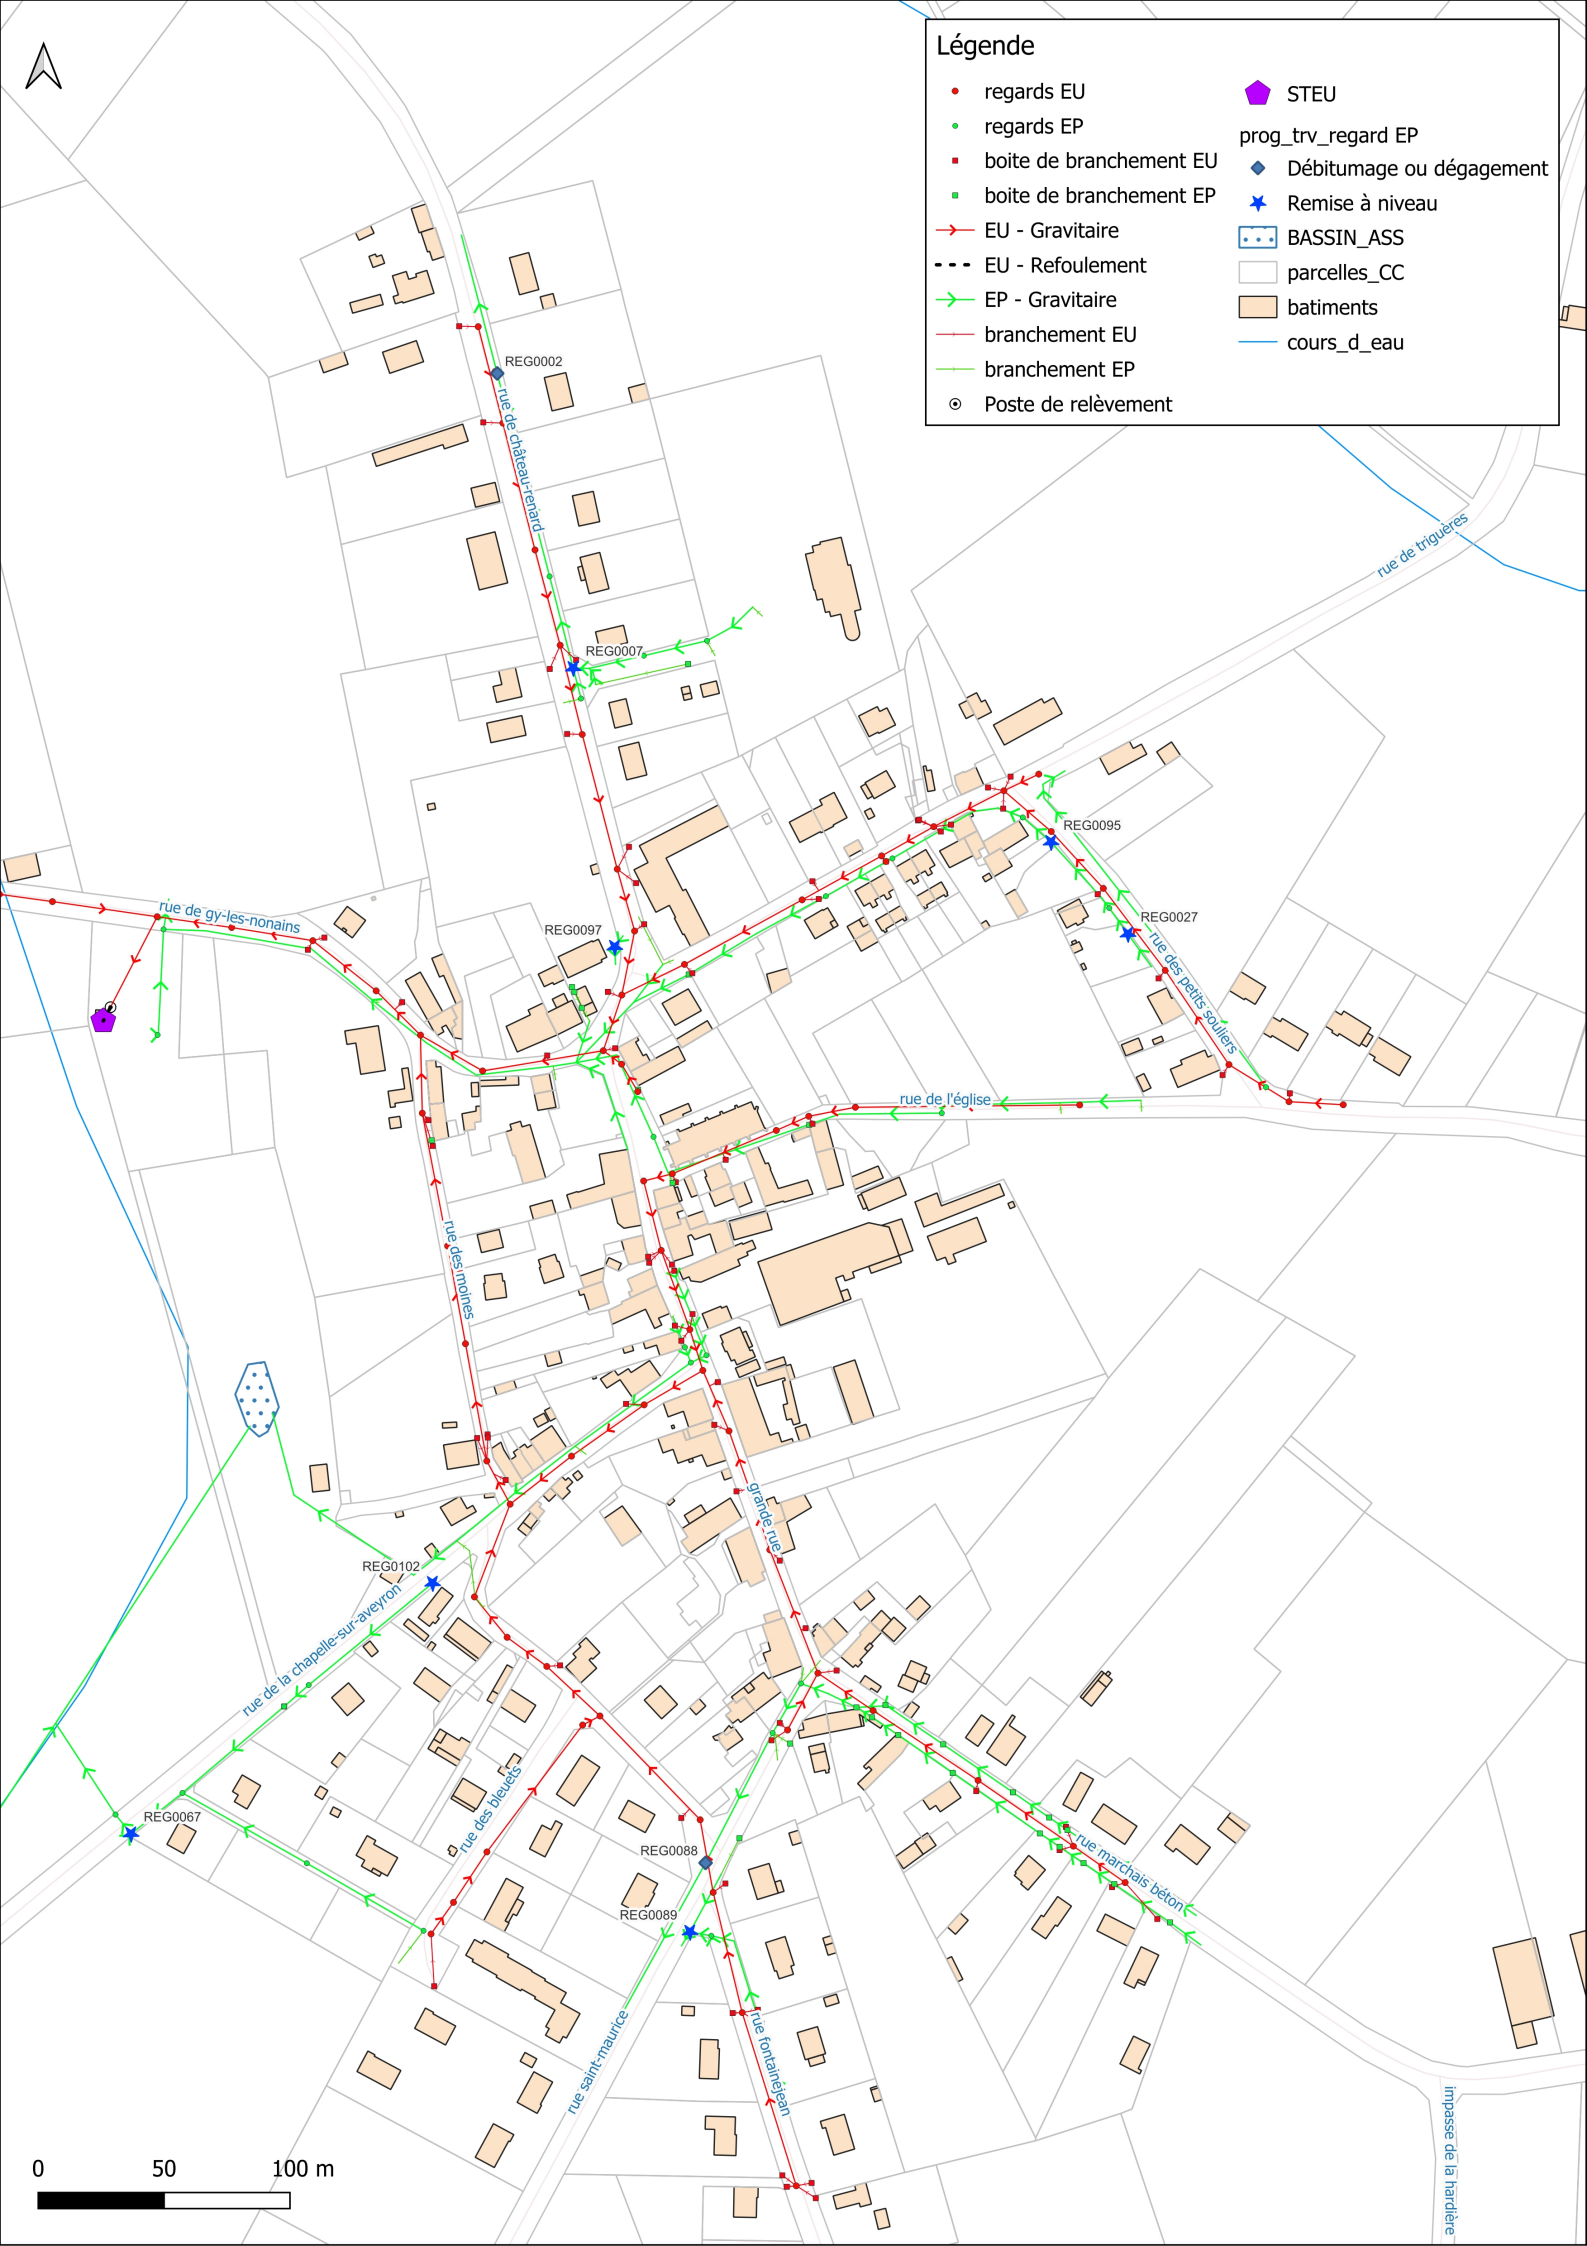 Légende
regards EU
regards EP
boite de branchement EU
boite de branchement EP
EU - Gravitaire
EU - Refoulement
EP - Gravitaire
branchement EU
branchement EP
Poste de relèvement
STEU
prog_trv_regard EP
Débitumage ou dégagement
Remise à niveau
BASSIN_ASS
parcelles_CC
batiments
cours_d_eau
REG0002
rue de château-renard
rue de triguères
REG0007
REG0095
rue de gy-les-nonains
REG0097
REG0027
rue des petits souliers
rue de l'église
rue des moines
grande rue
REG0102
rue de la chapelle-sur-aveyron
REG0067
rue des bleuets
REG0088
rue marchais béton
REG0089
rue saint-maurice
rue fontainejean
impasse de la hardière
0 50 100 m